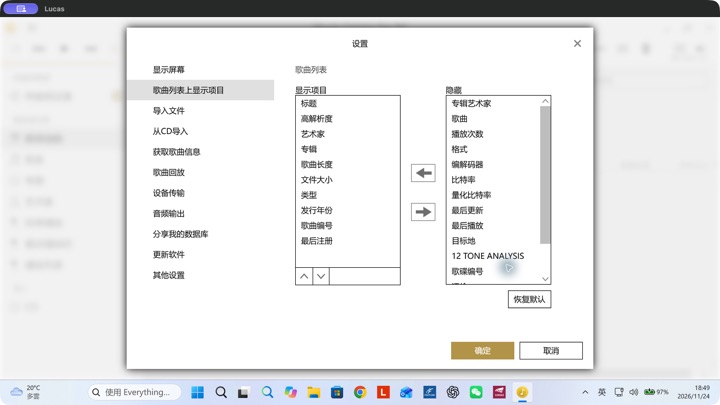 Lucas
设置
显示屏幕
歌曲列表上显示项目
导入文件
从CD导入
获取歌曲信息
歌曲回放
设备传输
音频输出
分享我的数据库
更新软件
其他设置
歌曲列表
显示项目
标题
高解析度
艺术家
专辑
歌曲长度
文件大小
类型
发行年份
歌曲编号
最后注册
隐藏
专辑艺术家
歌曲
播放次数
格式
编解码器
比特率
量化比特率
最后更新
最后播放
目标地
12 TONE ANALYSIS
歌碟编号
恢复默认
确定
取消
20°C
多云
使用 Everything...
英
97%
18:49
2026/11/24